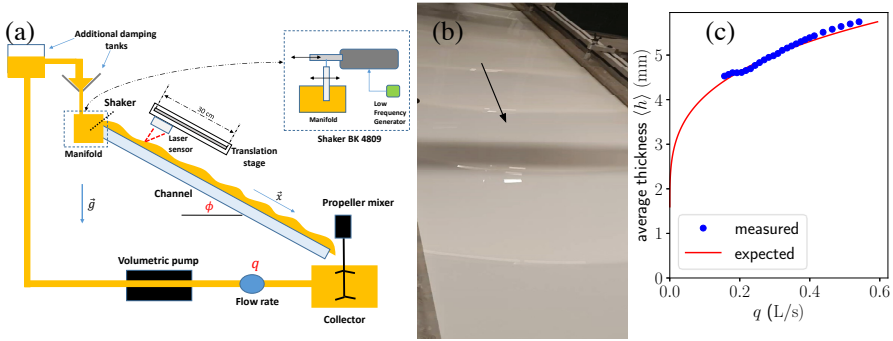 (a)
Additional damping
tanks
Shaker
Manifold
30 cm
Laser
sensor
Translation
stage
Manifold
Low
Frequency
Generator
Shaker BK 4809
g⃗
Channel
x⃗
ϕ
Propeller mixer
Volumetric pump
q
Flow rate
Collector
(b)
(c)
average thickness ⟨h⟩ (mm)
5
4
3
2
1
0
measured
expected
0.0
0.2
0.4
0.6
q (L/s)